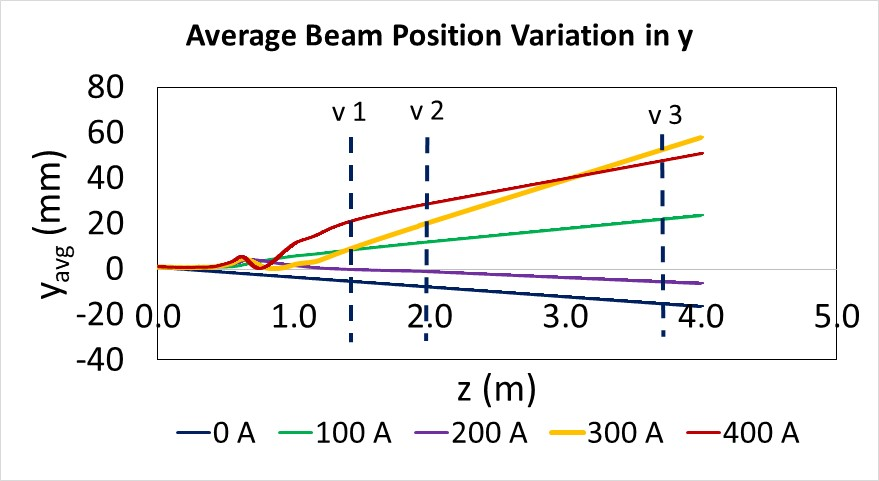 Average Beam Position Variation in y
80
60
40
20
0
-20
-40
yavg (mm)
v 1
v 2
v 3
0.0 1.0 2.0 3.0 4.0 5.0
z (m)
0 A 100 A 200 A 300 A 400 A